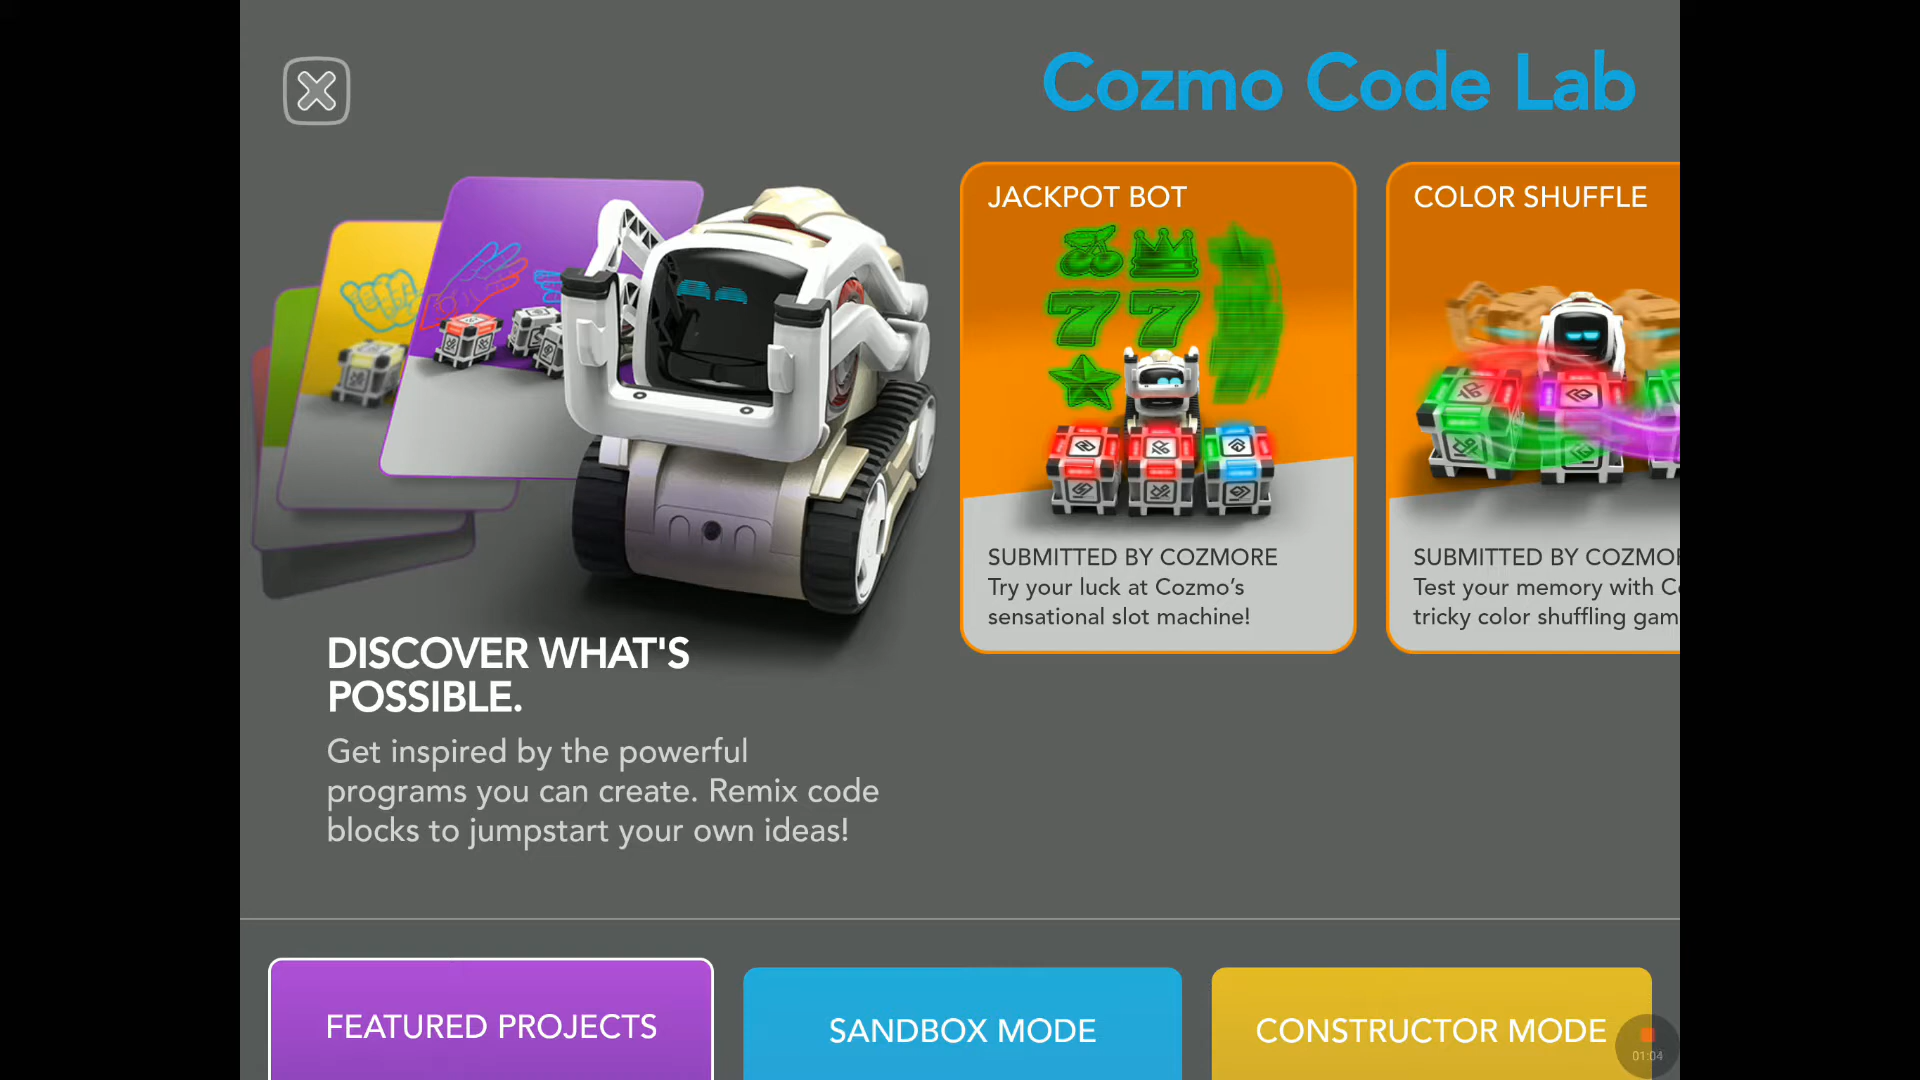 Cozmo Code Lab
JACKPOT BOT
SUBMITTED BY COZMORE
Try your luck at Cozmo's
sensational slot machine!
COLOR SHUFFLE
SUBMITTED BY
Test your memory with
tricky color shuffling
DISCOVER WHAT'S
POSSIBLE.
Get inspired by the powerful
programs you can create. Remix code
blocks to jumpstart your own ideas!
FEATURED PROJECTS
SANDBOX MODE
CONSTRUCTOR MODE
01:04